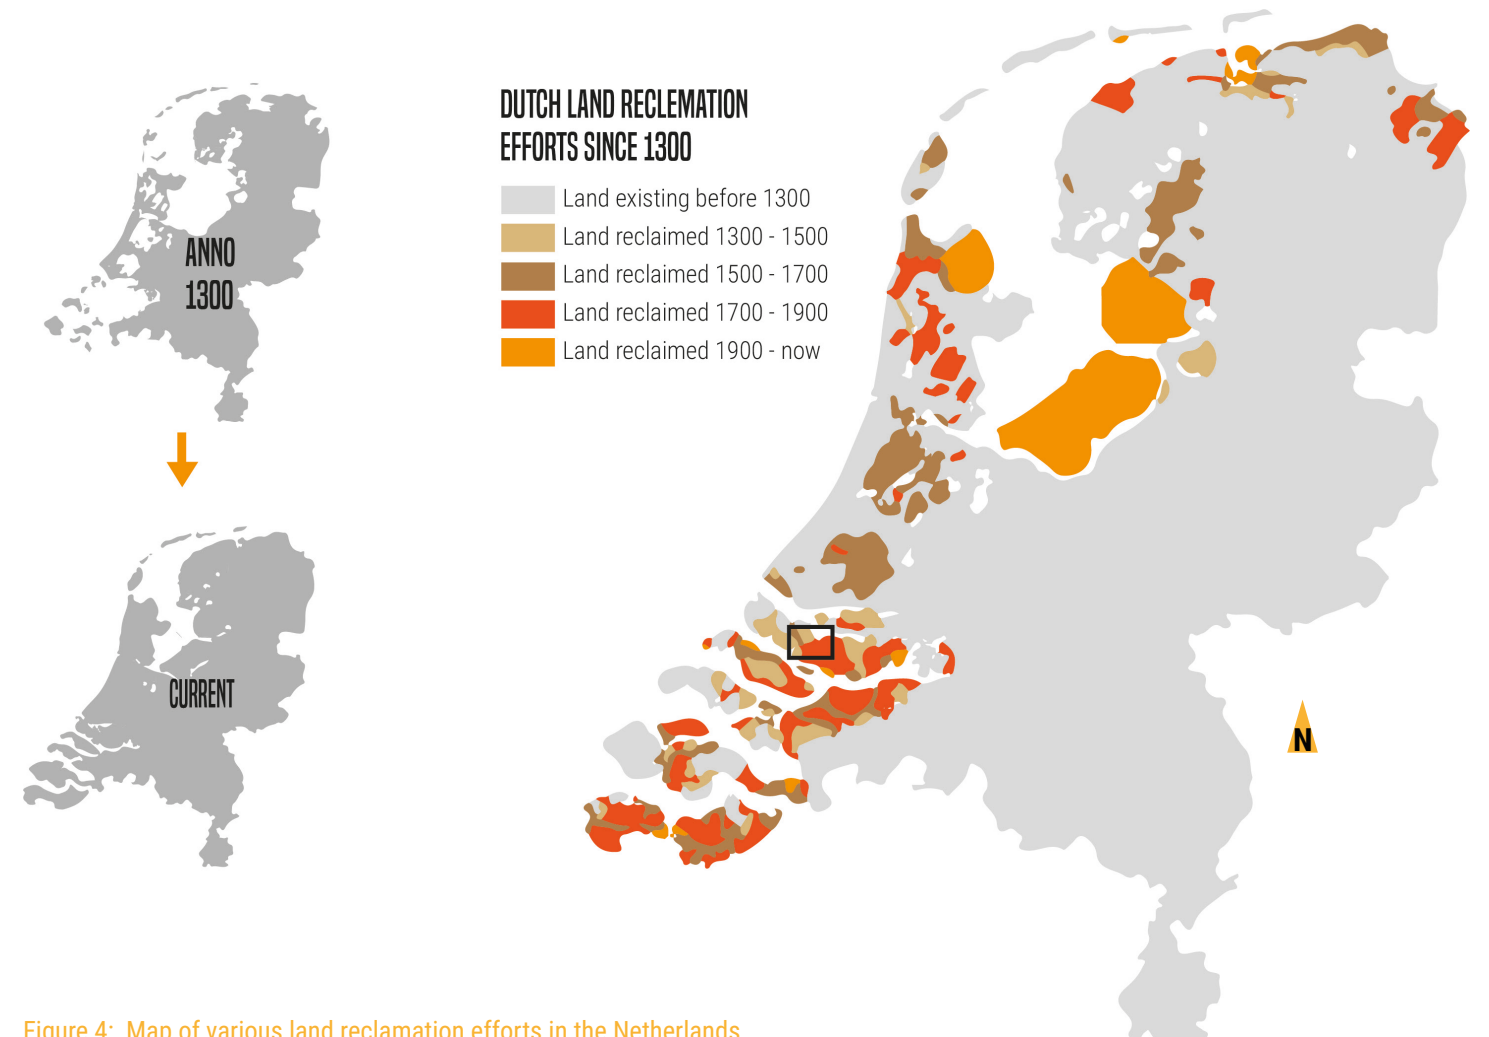 DUTCH LAND RECLEMATION
EFFORTS SINCE 1300
Land existing before 1300
Land reclaimed 1300 - 1500
Land reclaimed 1500 - 1700
Land reclaimed 1700 - 1900
Land reclaimed 1900 - now
ANNO
1300
CURRENT
N
Figure 4: Map of various land reclamation efforts in the Netherlands